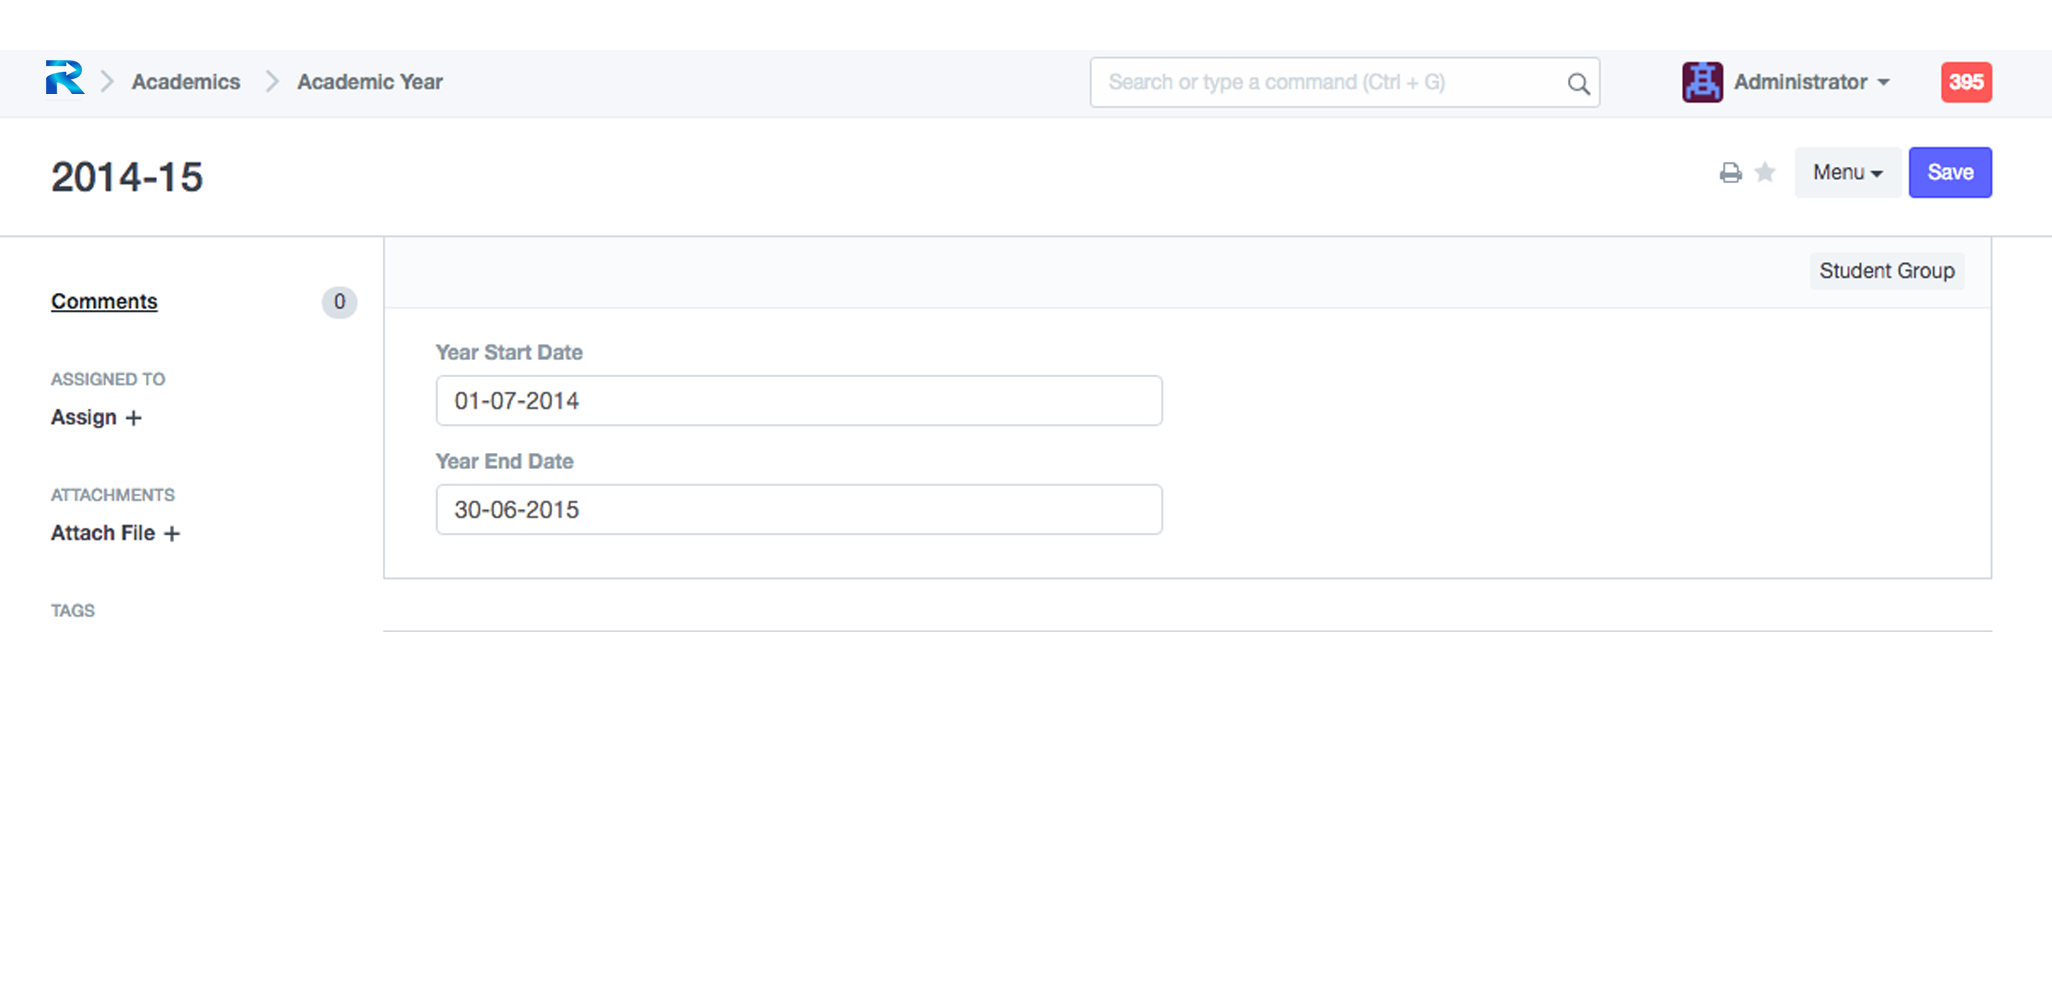 Academics Academic Year Search or type a command (Ctrl + G) Administrator 395
2014-15 Menu Save
Student Group
Comments 0
Year Start Date
ASSIGNED TO
01-07-2014
Assign +
Year End Date
ATTACHMENTS
30-06-2015
Attach File +
TAGS